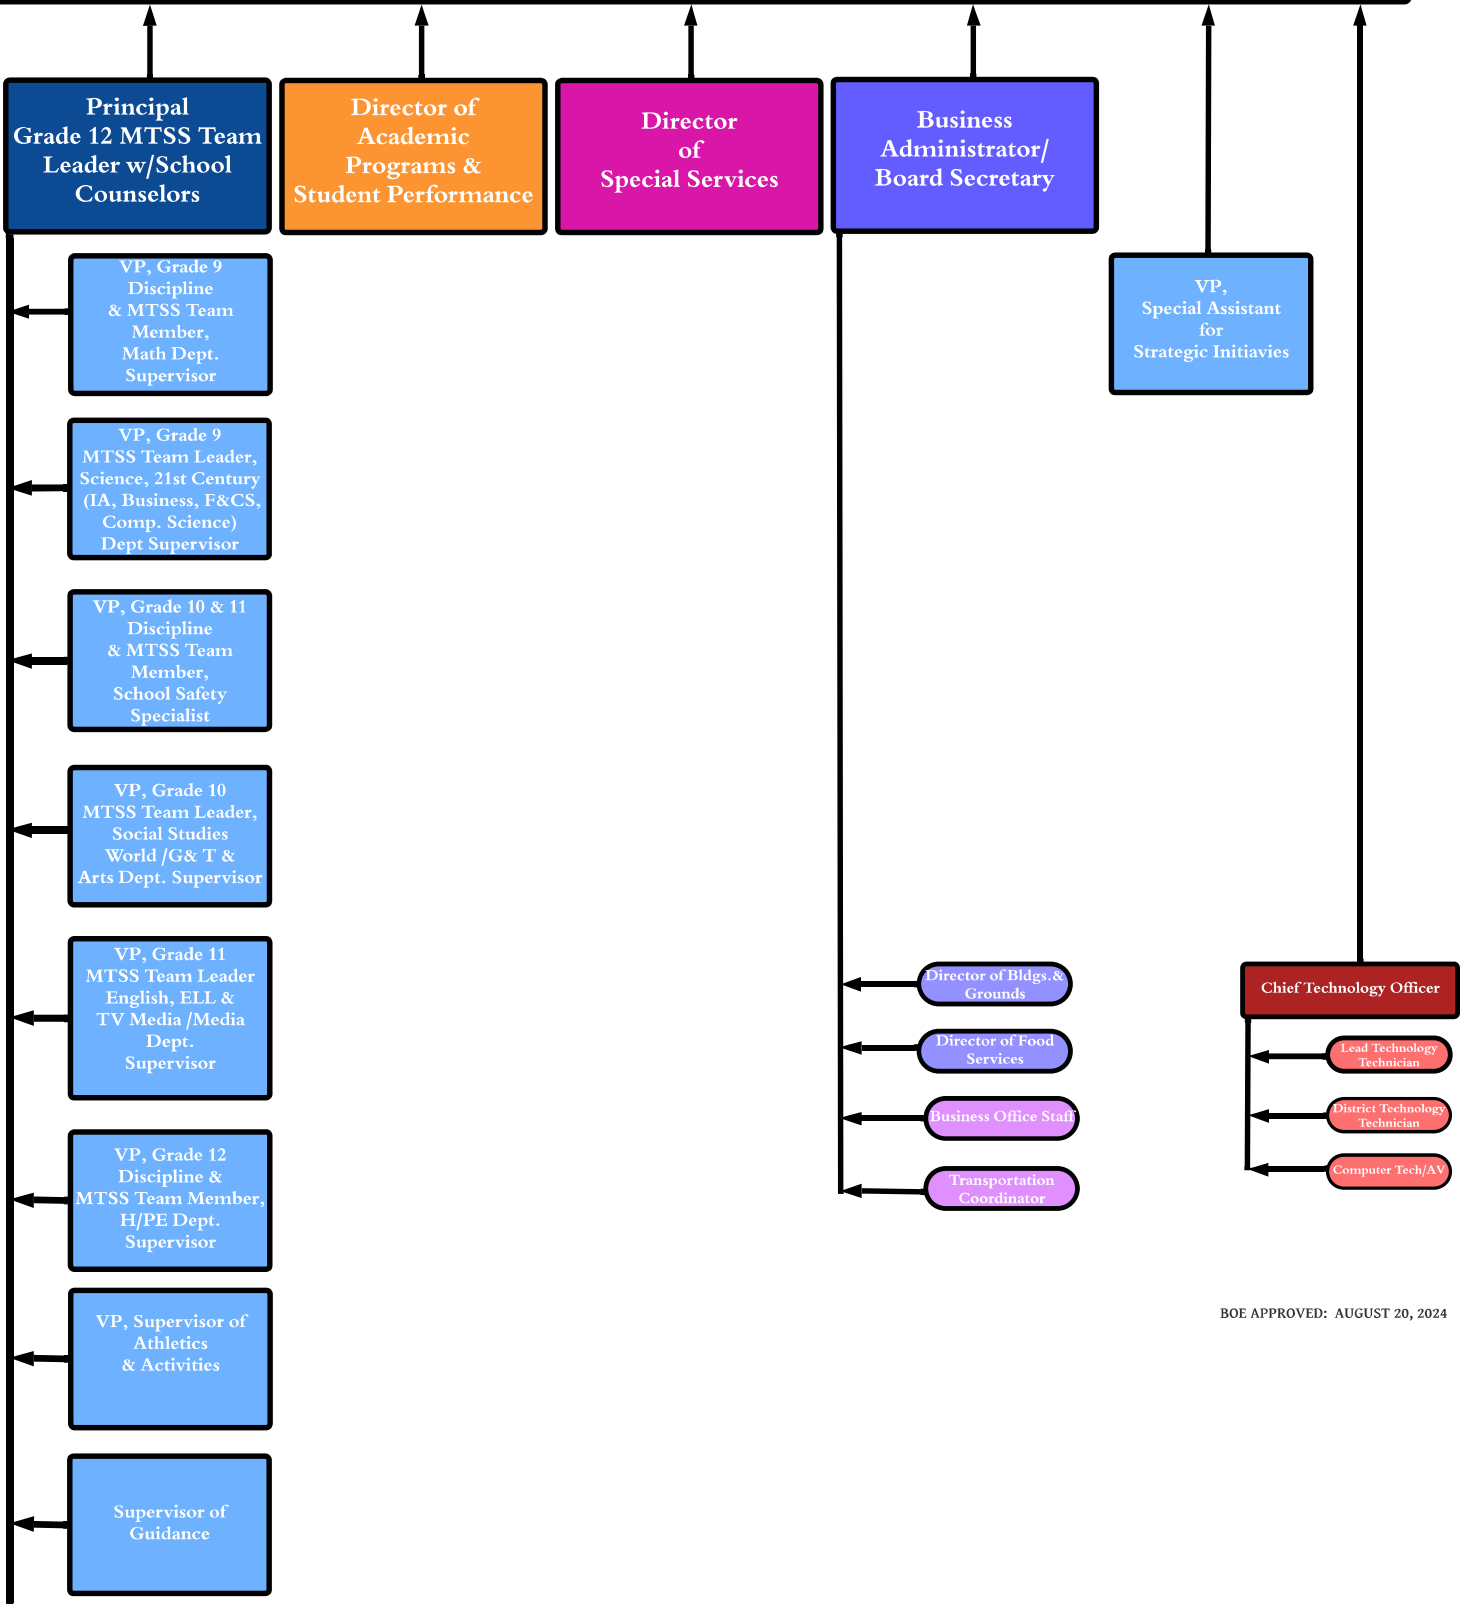 Principal
Grade 12 MTSS Team
Leader w/School
Counselors
Director of
Academic
Programs &
Student Performance
Director
of
Special Services
Business
Administrator/
Board Secretary
VP, Grade 9
Discipline
& MTSS Team
Member,
Math Dept.
Supervisor
VP,
Special Assistant
for
Strategic Initiavies
VP, Grade 9
MTSS Team Leader,
Science, 21st Century
(IA, Business, F&CS,
Comp. Science)
Dept Supervisor
VP, Grade 10 & 11
Discipline
& MTSS Team
Member,
School Safety
Specialist
VP, Grade 10
MTSS Team Leader,
Social Studies
World /G& T &
Arts Dept. Supervisor
VP, Grade 11
MTSS Team Leader
English, ELL &
TV Media /Media
Dept.
Supervisor
VP, Grade 12
Discipline &
MTSS Team Member,
H/PE Dept.
Supervisor
VP, Supervisor of
Athletics
& Activities
Supervisor of
Guidance
Director of Bldgs.&
Grounds
Director of Food
Services
Business Office Staff
Transportation
Coordinator
Chief Technology Officer
Lead Technology
Technician
District Technology
Technician
Computer Tech/AV
BOE APPROVED: AUGUST 20, 2024